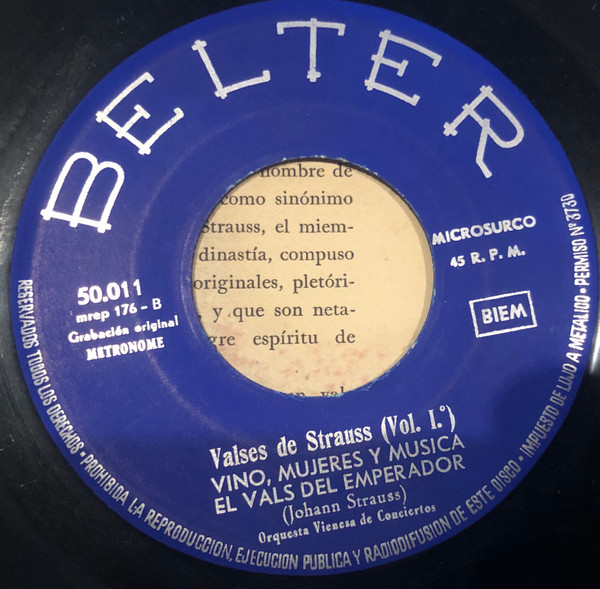 BELTER
nombre de
como sinónimo
Strauss, el miem-
dinastía, compuso
originales, pletóri-
y que son neta-
espíritu de
MICROSURCO
45 R. P. M.
BIEM
50.011
mrep 176 - B
Grabación original
METRONOME
Valses de Strauss (Vol. I.°)
VINO, MUJERES Y MUSICA
EL VALS DEL EMPERADOR
(Johann Strauss)
Orquesta Vienesa de Conciertos
RESERVADOS TODOS LOS DERECHOS • PROHIBIDA LA REPRODUCCION, EJECUCION PUBLICA Y RADIODIFUSION DE ESTE DISCO • IMPUESTO DE LUJO A METALICO • PERMISO Nº 3730